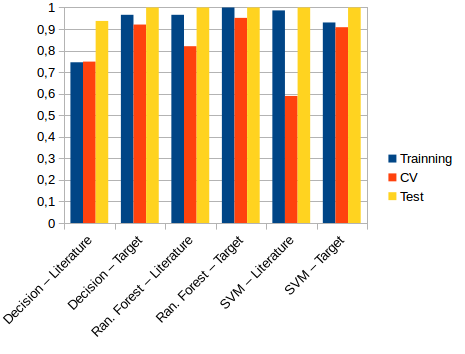 1
0,9
0,8
0,7
0,6
0,5
0,4
0,3
0,2
0,1
0
Decision – Literature
Decision – Target
Ran. Forest – Literature
Ran. Forest – Target
SVM – Literature
SVM – Target
Trainning
CV
Test